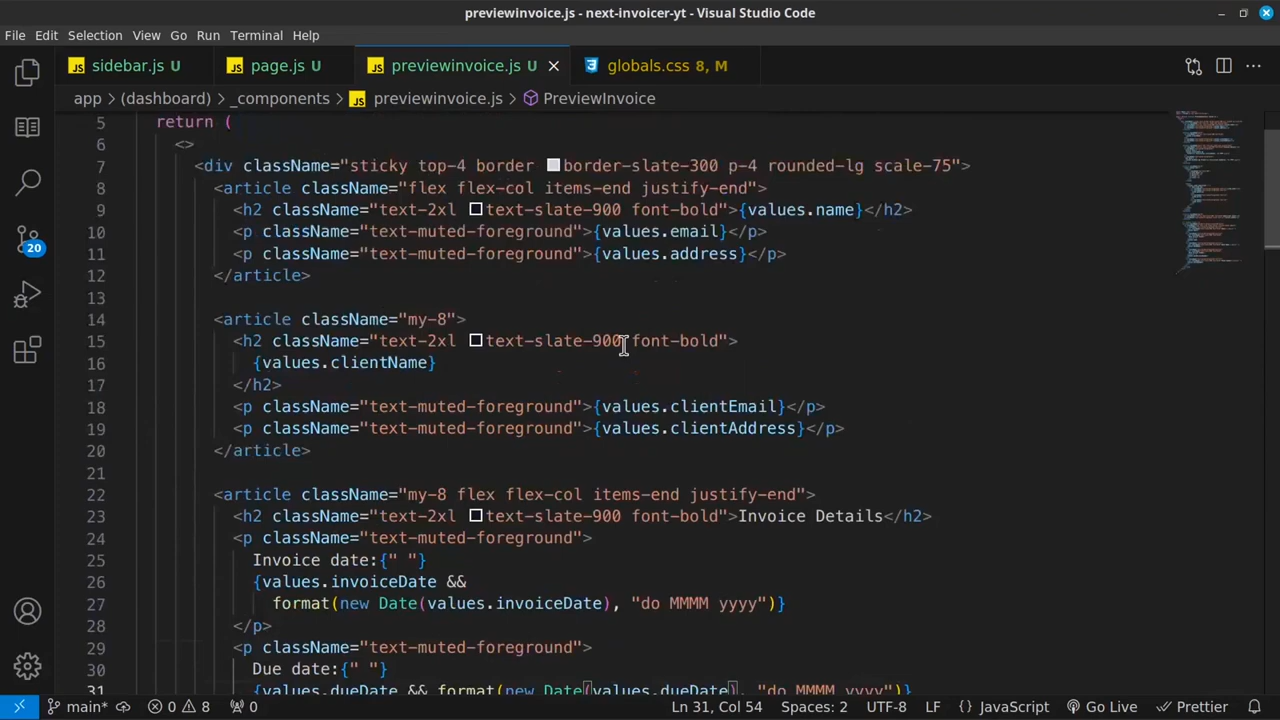 previewinvoice.js - next-invoicer-yt - Visual Studio Code
File Edit Selection View Go Run Terminal Help
JS sidebar.js U JS page.js U JS previewinvoice.js U globals.css 8, M
app > (dashboard) > _components > JS previewinvoice.js > PreviewInvoice
5 return (
6 <>
7 <div className="sticky top-4 border border-slate-300 p-4 rounded-lg scale-75">
8 <article className="flex flex-col items-end justify-end">
9 <h2 className="text-2xl text-slate-900 font-bold">{values.name}</h2>
10 <p className="text-muted-foreground">{values.email}</p>
11 <p className="text-muted-foreground">{values.address}</p>
12 </article>
13
14 <article className="my-8">
15 <h2 className="text-2xl text-slate-900 font-bold">
16 {values.clientName}
17 </h2>
18 <p className="text-muted-foreground">{values.clientEmail}</p>
19 <p className="text-muted-foreground">{values.clientAddress}</p>
20 </article>
21
22 <article className="my-8 flex flex-col items-end justify-end">
23 <h2 className="text-2xl text-slate-900 font-bold">Invoice Details</h2>
24 <p className="text-muted-foreground">
25 Invoice date:{" "}
26 {values.invoiceDate &&
27 format(new Date(values.invoiceDate), "do MMMM yyyy")}
28 </p>
29 <p className="text-muted-foreground">
30 Due date:{" "}
31 {values.dueDate && format(new Date(values.dueDate), "do MMMM yyyy")}
20
main* 0 8 0 Ln 31, Col 54 Spaces: 2 UTF-8 LF {} JavaScript Go Live Prettier